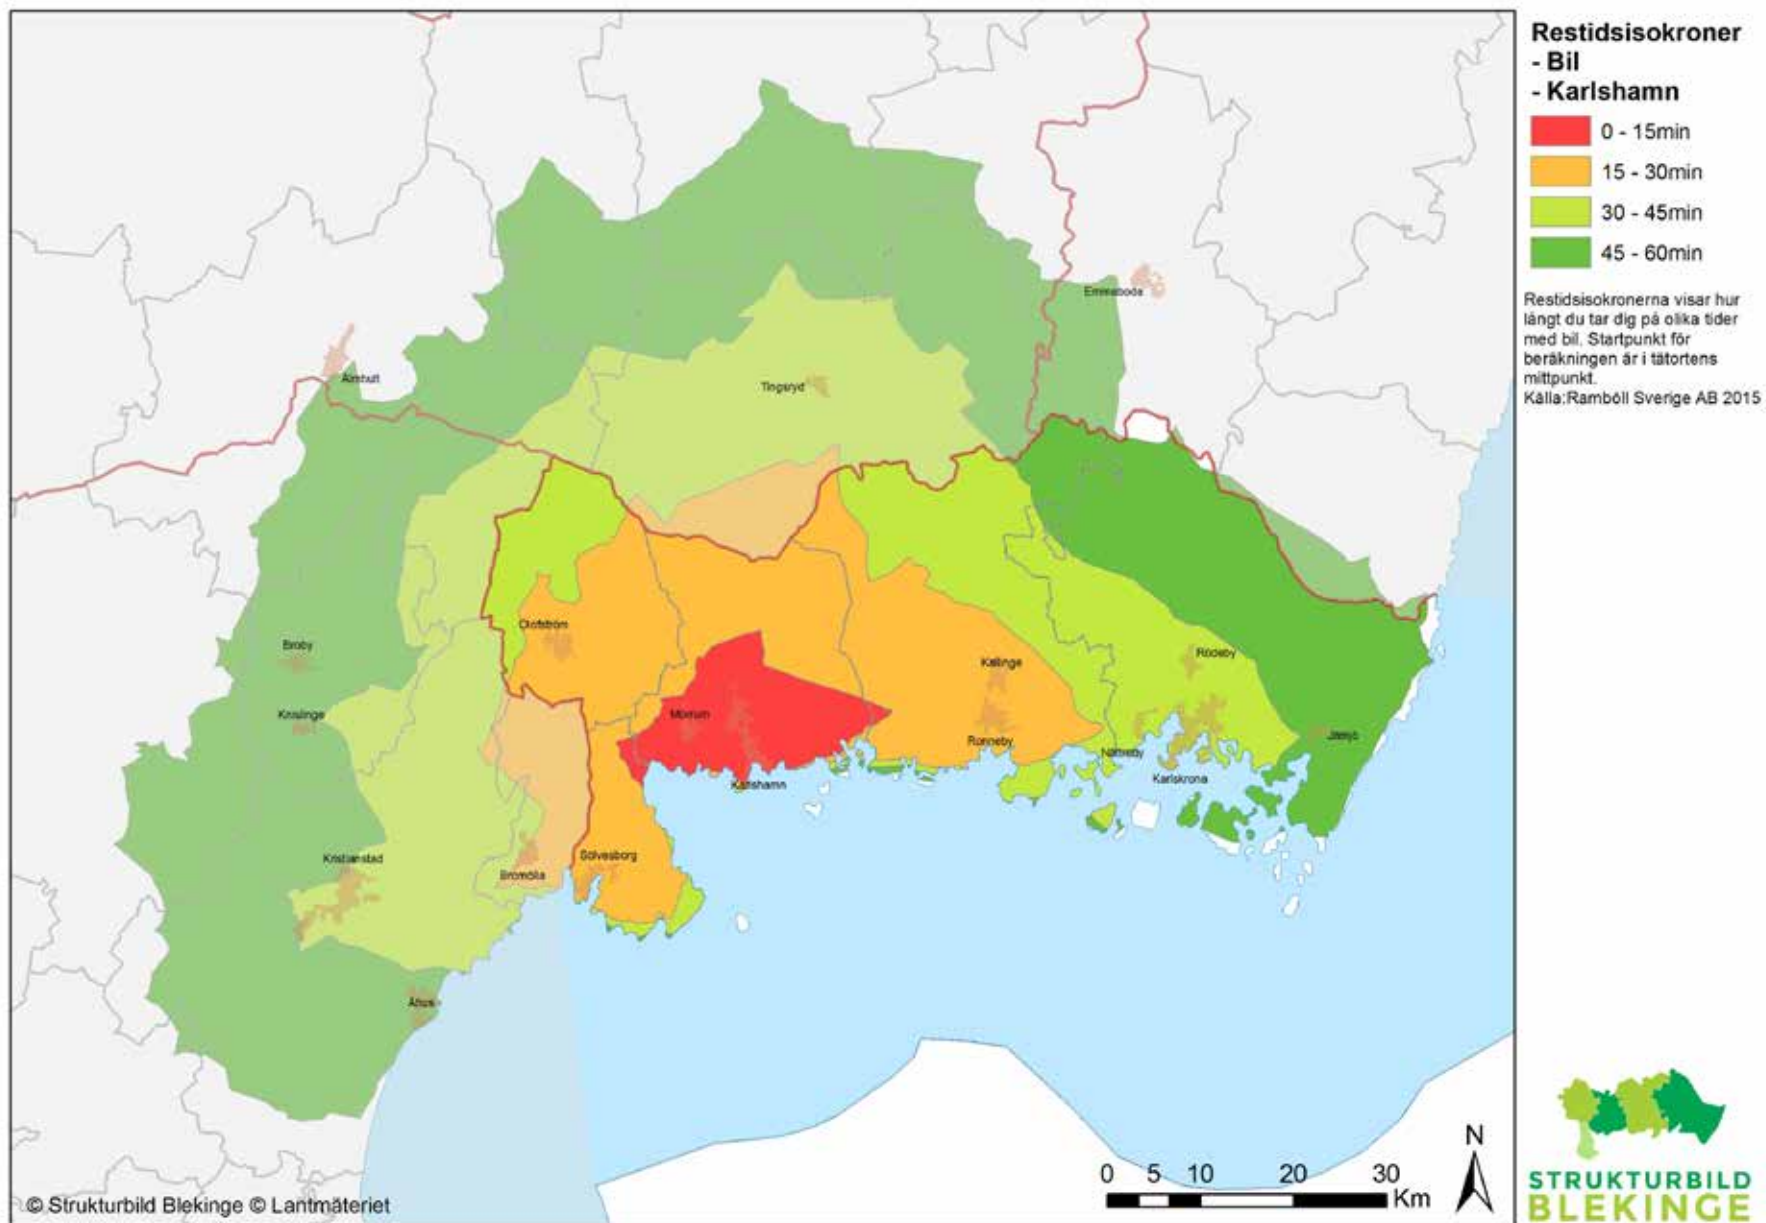 Restidsisokroner
- Bil
- Karlshamn
0 - 15min
15 - 30min
30 - 45min
45 - 60min
Restidsisokronerna visar hur
långt du tar dig på olika tider
med bil. Startpunkt för
beräkningen är i tätortens
mittpunkt.
Källa:Ramböll Sverige AB 2015
Emmaboda
Älmhult
Tingsryd
Olofström
Broby
Knislinge
Mörrum
Kallinge
Rödeby
Ronneby
Nättraby
Jämjö
Karlshamn
Karlskrona
Kristianstad
Bromölla
Sölvesborg
Åhus
0 5 10 20 30
Km
N
© Strukturbild Blekinge © Lantmäteriet
STRUKTURBILD
BLEKINGE